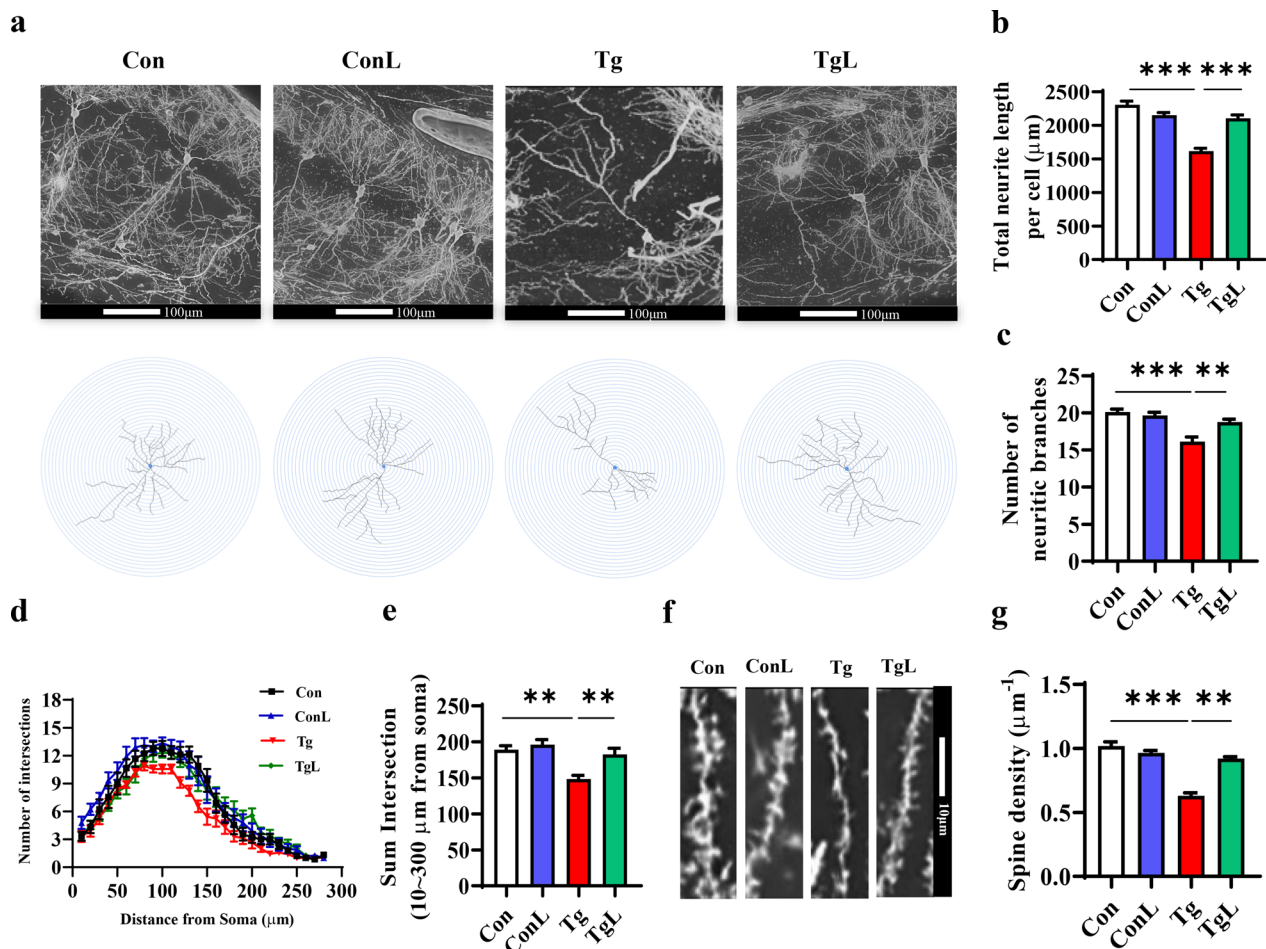 a
Con
ConL
Tg
TgL
100μm
100μm
100μm
100μm
b
*** ***
Total neurite length
per cell (μm)
2500
2000
1500
1000
500
0
Con
ConL
Tg
TgL
c
*** **
Number of
neuritic branches
25
20
15
10
5
0
Con
ConL
Tg
TgL
d
Number of intersections
18
15
12
9
6
3
0
0
50
100
150
200
250
300
Distance from Soma (μm)
Con
ConL
Tg
TgL
e
** **
Sum Intersection
(10~300 μm from soma)
250
200
150
100
50
0
Con
ConL
Tg
TgL
f
Con
ConL
Tg
TgL
10μm
g
*** **
Spine density (μm⁻¹)
1.5
1.0
0.5
0.0
Con
ConL
Tg
TgL